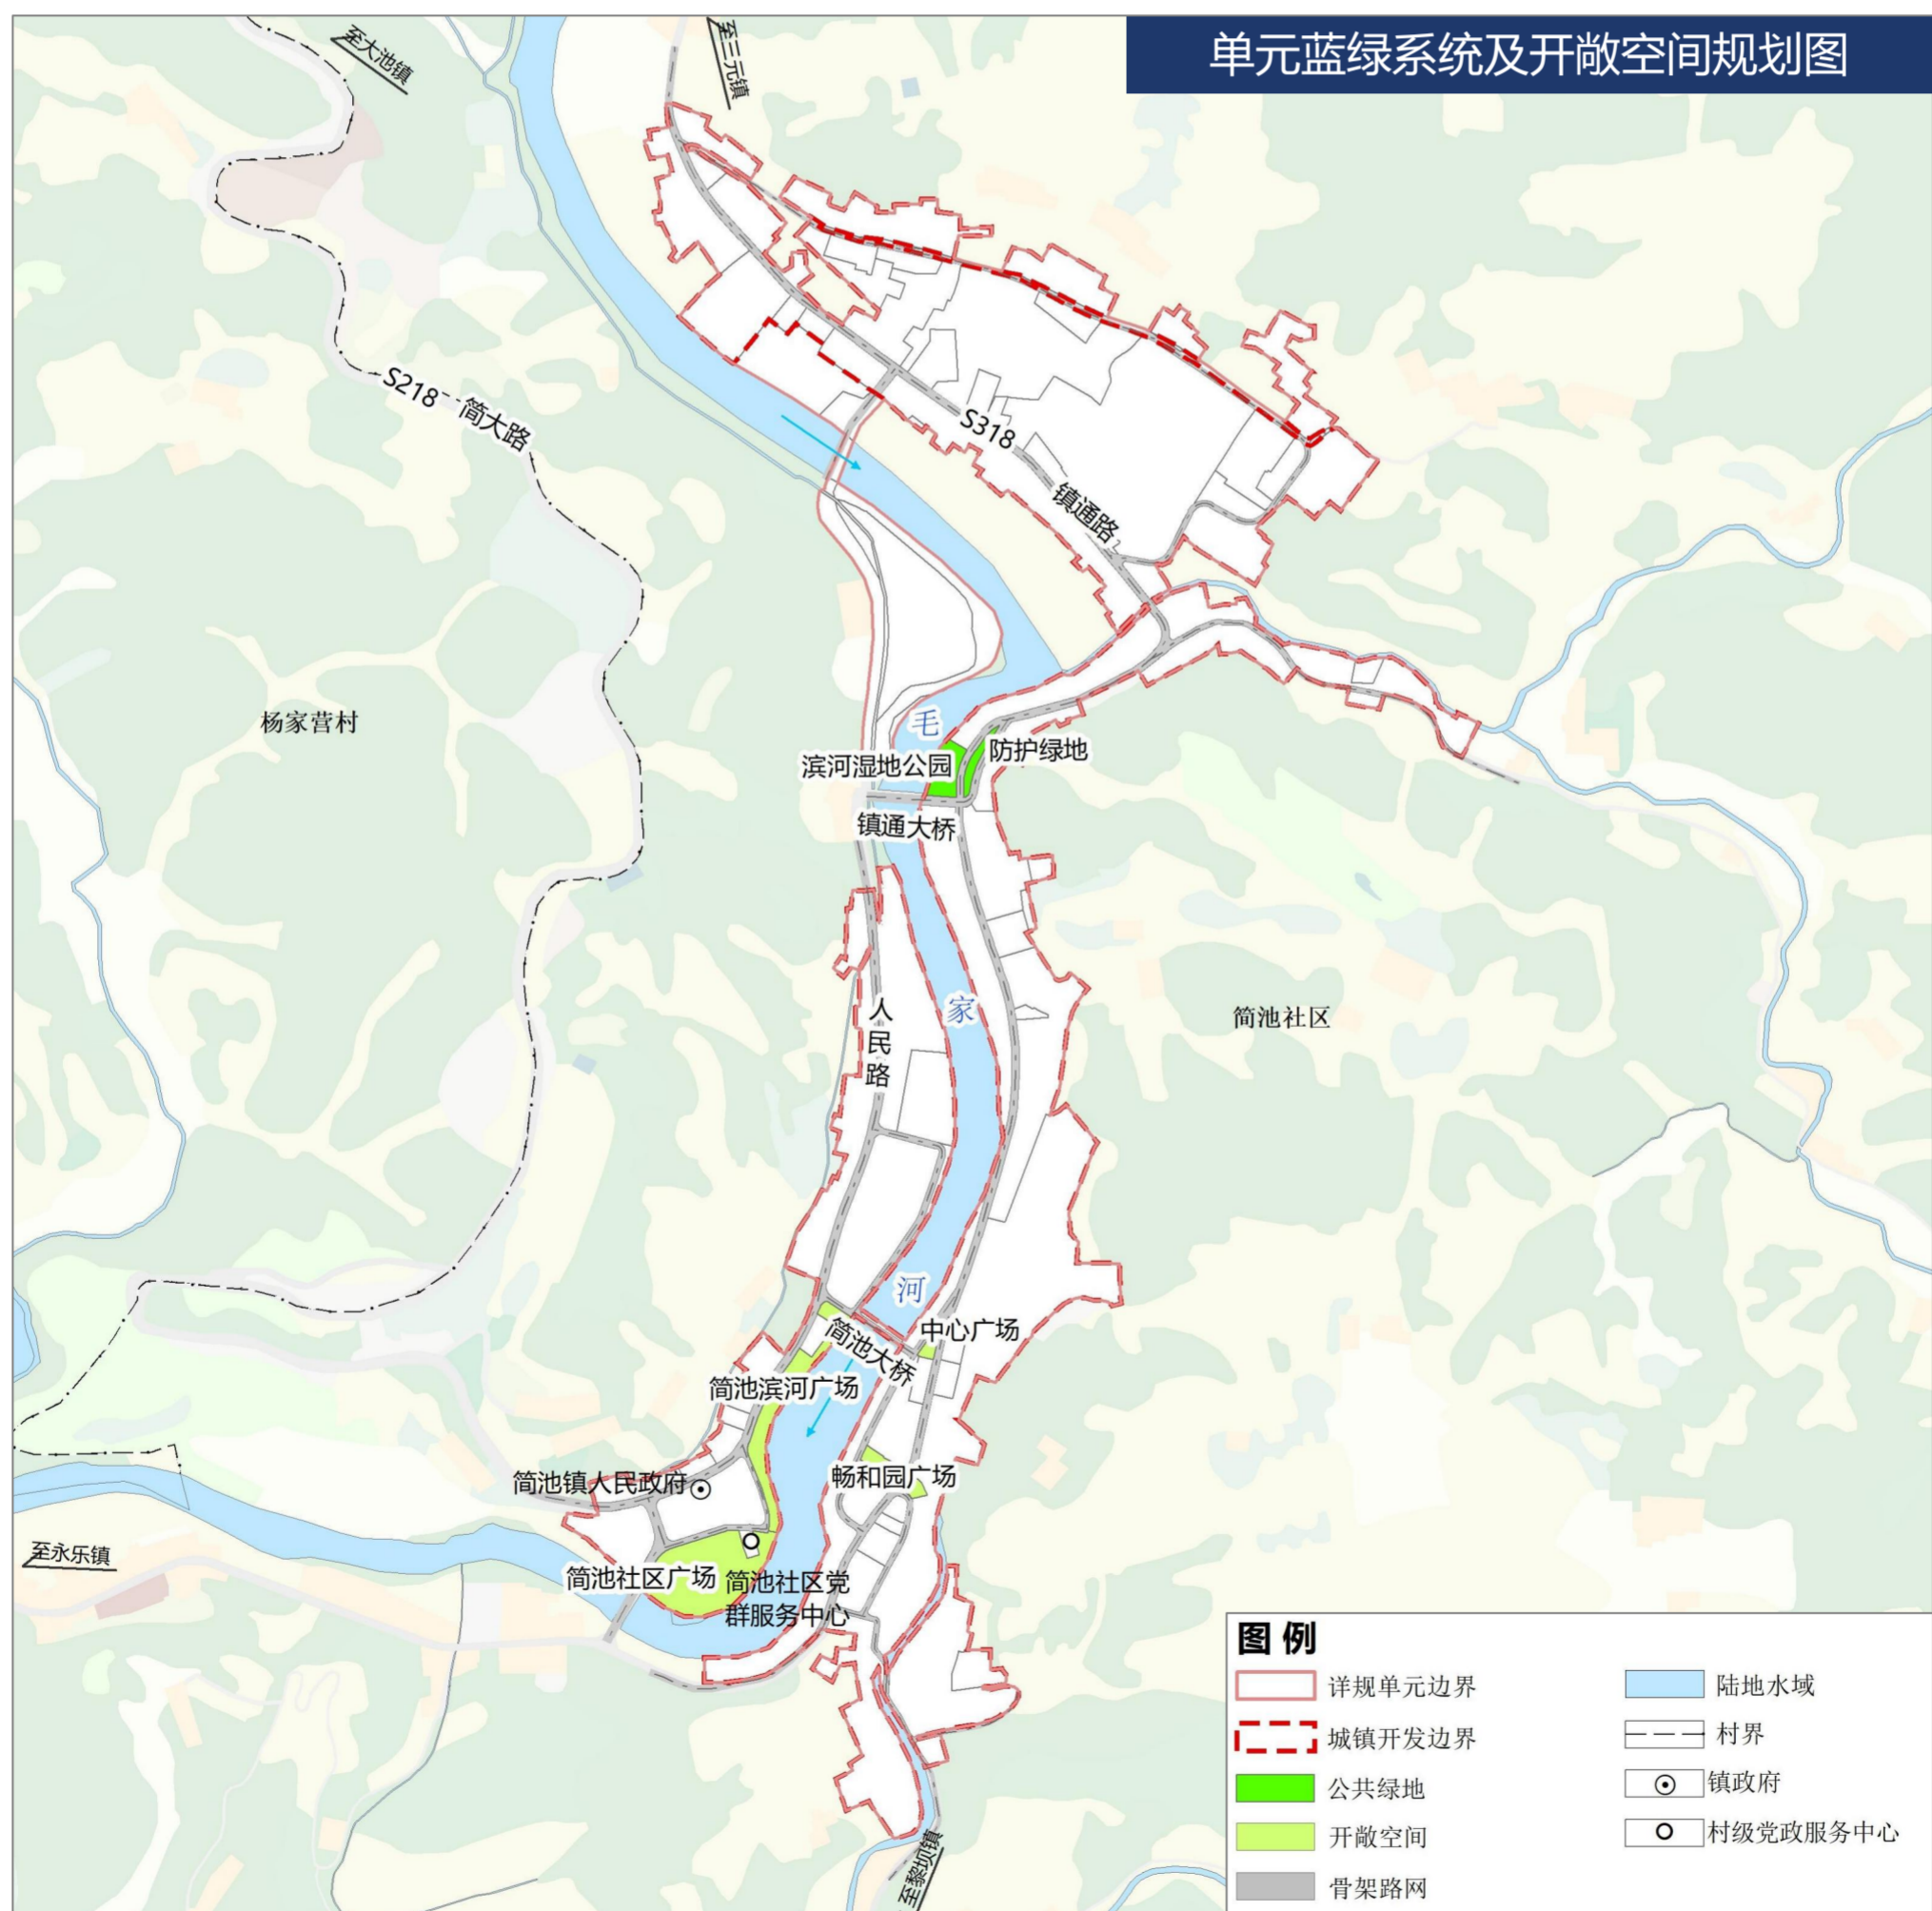 单元蓝绿系统及开敞空间规划图
至大池镇
至三元镇
S218
简大路
S318
镇通路
杨家营村
毛
滨河湿地公园
防护绿地
镇通大桥
家
人
民
路
简池社区
河
中心广场
简池大桥
简池滨河广场
畅和园广场
简池镇人民政府
至永乐镇
简池社区广场
简池社区党
群服务中心
至黎坝镇
图例
详规单元边界
陆地水域
城镇开发边界
村界
公共绿地
镇政府
开敞空间
村级党政服务中心
骨架路网